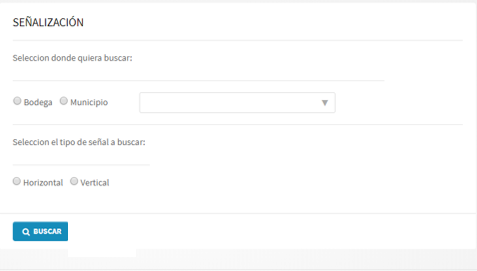 SEÑALIZACIÓN
Seleccion donde quiera buscar:
Bodega Municipio
Seleccion el tipo de señal a buscar:
Horizontal Vertical
BUSCAR